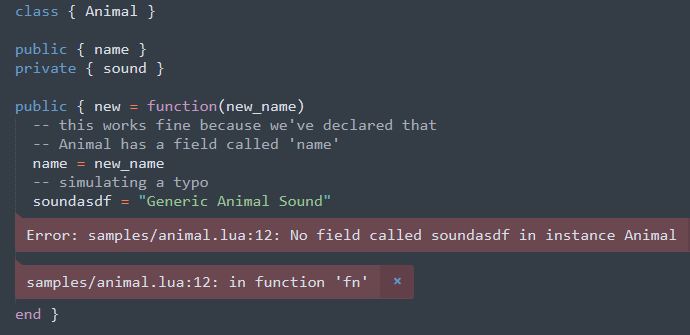 class { Animal }
public { name }
private { sound }
public { new = function(new_name)
-- this works fine because we've declared that
-- Animal has a field called 'name'
name = new_name
-- simulating a typo
soundasdf = "Generic Animal Sound"
Error: samples/animal.lua:12: No field called soundasdf in instance Animal
samples/animal.lua:12: in function 'fn' ×
end }